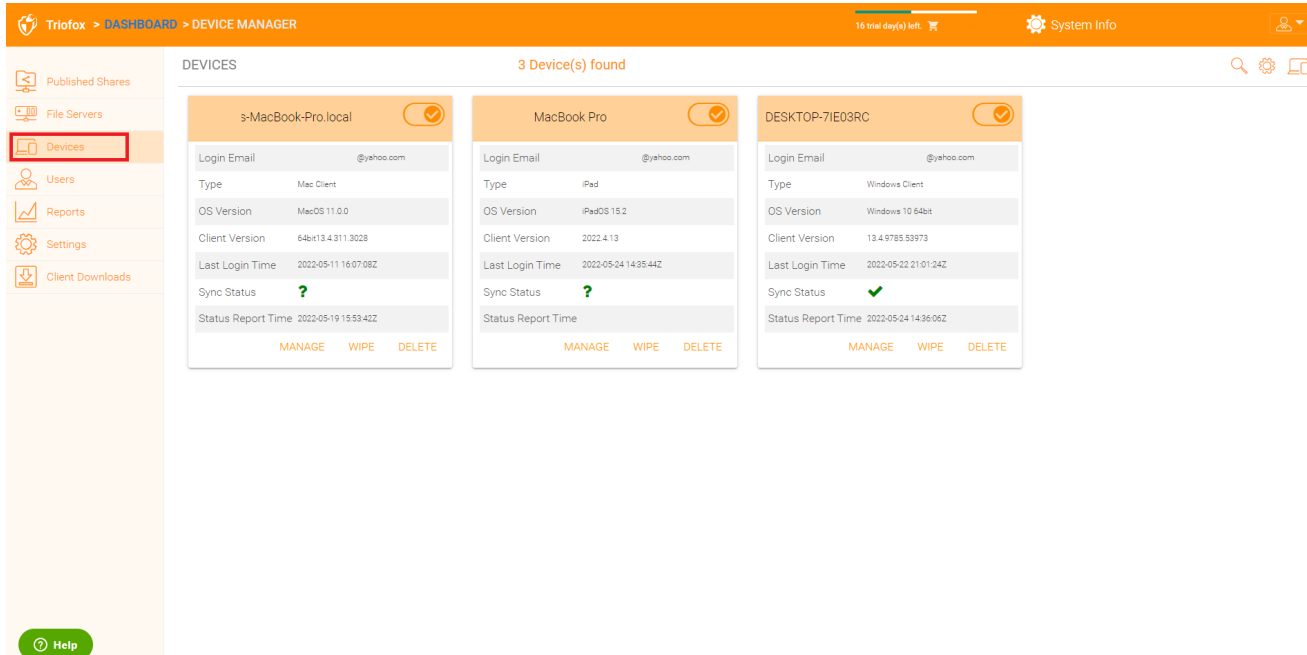 Triofox > DASHBOARD > DEVICE MANAGER
16 trial day(s) left.
System Info
Published Shares
File Servers
Devices
Users
Reports
Settings
Client Downloads
Help
DEVICES
3 Device(s) found
s-MacBook-Pro.local
Login Email @yahoo.com
Type Mac Client
OS Version MacOS 11.0.0
Client Version 64bit13.4.311.3028
Last Login Time 2022-05-11 16:07:08Z
Sync Status ?
Status Report Time 2022-05-19 15:53:42Z
MANAGE WIPE DELETE
MacBook Pro
Login Email @yahoo.com
Type iPad
OS Version iPadOS 15.2
Client Version 2022.4.13
Last Login Time 2022-05-24 14:35:44Z
Sync Status ?
Status Report Time
MANAGE WIPE DELETE
DESKTOP-7IE03RC
Login Email @yahoo.com
Type Windows Client
OS Version Windows 10 64bit
Client Version 13.4.9785.53973
Last Login Time 2022-05-22 21:01:24Z
Sync Status
Status Report Time 2022-05-24 14:36:06Z
MANAGE WIPE DELETE